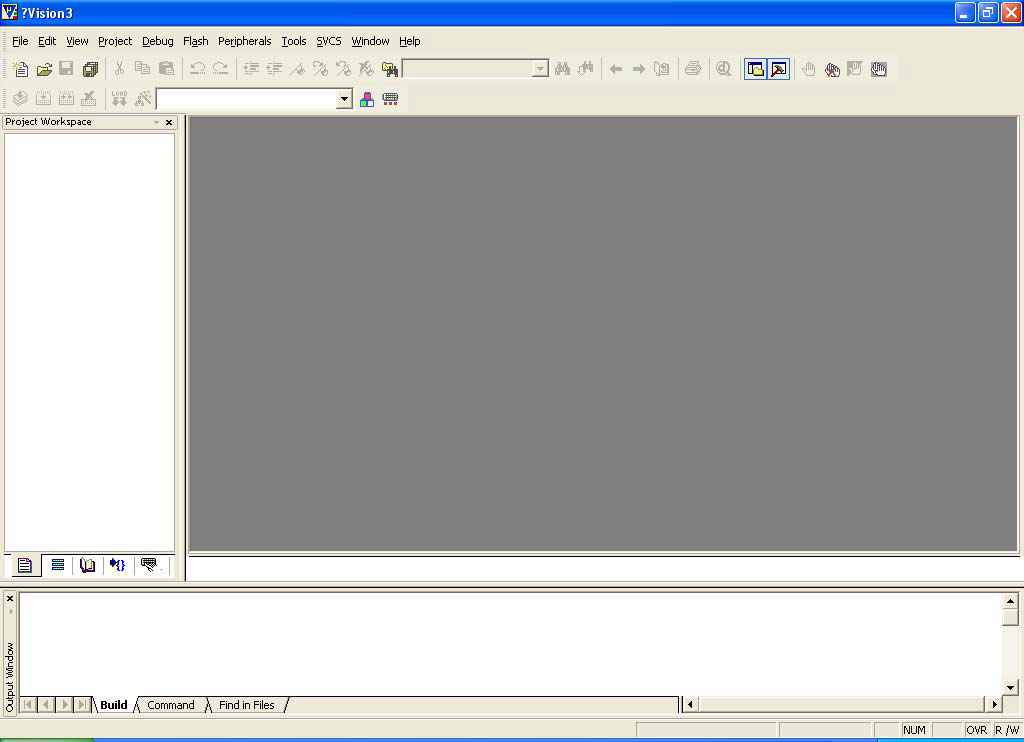 ?Vision3
File Edit View Project Debug Flash Peripherals Tools SVCS Window Help
LOAD
Project Workspace
Output Window
Build Command Find in Files
NUM OVR R/W